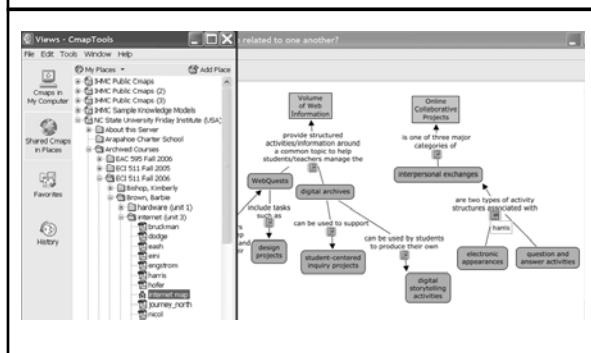 Views - CmapTools
n related to one another?
File Edit Tools Window Help
My Places
Add Place
Cmaps in
My Computer
Shared Cmaps
in Places
Favorites
History
IHMC Public Cmaps
IHMC Public Cmaps (2)
IHMC Public Cmaps (3)
IHMC Sample Knowledge Models
NC State University Friday Institute (USA)
About this Server
Arapahoe Charter School
Archived Courses
EAC 595 Fall 2006
ECI 511 Fall 2005
ECI 511 Fall 2006
Bishop, Kimberly
Brown, Barbie
hardware (unit 1)
internet (unit 3)
bruckman
dodge
eash
eini
engstrom
harris
hofer
internet map
journey_north
nicol
Volume
of Web
Information
provide structured
activities/information around
a common topic to help
students/teachers manage the
WebQuests
digital archives
include tasks
such as
design
projects
can be used to support
student-centered
inquiry projects
can be used by students
to produce their own
digital
storytelling
activities
Online
Collaborative
Projects
is one of three major
categories of
interpersonal exchanges
are two types of activity
structures associated with
harris
electronic
appearances
question and
answer activities